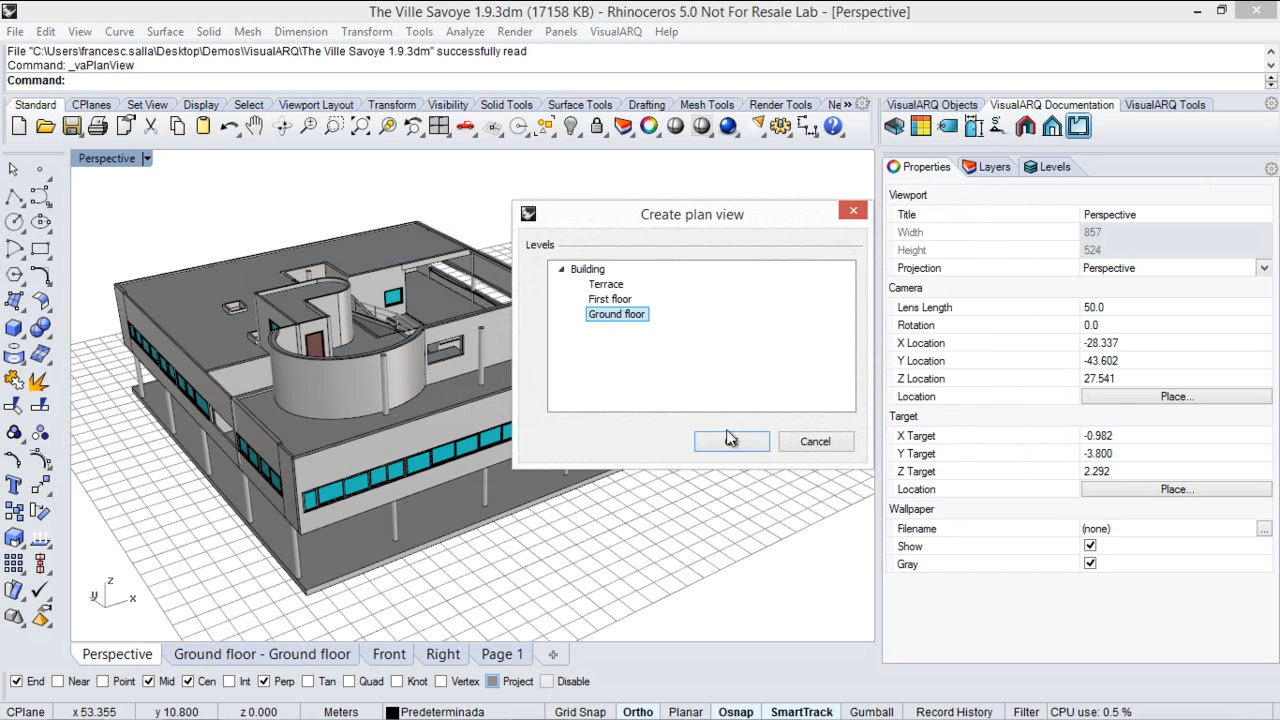 The Ville Savoye 1.9.3dm (17158 KB) - Rhinoceros 5.0 Not For Resale Lab - [Perspective]
File Edit View Curve Surface Solid Mesh Dimension Transform Tools Analyze Render Panels VisualARQ Help
File "C:\Users\francesc.salla\Desktop\Demos\VisualARQ\The Ville Savoye 1.9.3dm" successfully read
Command: _vaPlanView
Command:
Standard CPlanes Set View Display Select Viewport Layout Transform Visibility Solid Tools Surface Tools Drafting Mesh Tools Render Tools Ne »
VisualARQ Objects VisualARQ Documentation VisualARQ Tools
Perspective
Properties Layers Levels
Viewport
Title Perspective
Width 857
Height 524
Projection Perspective
Camera
Lens Length 50.0
Rotation 0.0
X Location -28.337
Y Location -43.602
Z Location 27.541
Location Place...
Target
X Target -0.982
Y Target -3.800
Z Target 2.292
Location Place...
Wallpaper
Filename (none) ...
Show
Gray
Create plan view
Levels
Building
Terrace
First floor
Ground floor
Cancel
z
y x
Perspective Ground floor - Ground floor Front Right Page 1
End Near Point Mid Cen Int Perp Tan Quad Knot Vertex Project Disable
CPlane x 53.355 y 10.800 z 0.000 Meters Predeterminada Grid Snap Ortho Planar Osnap SmartTrack Gumball Record History Filter CPU use: 0.5 %